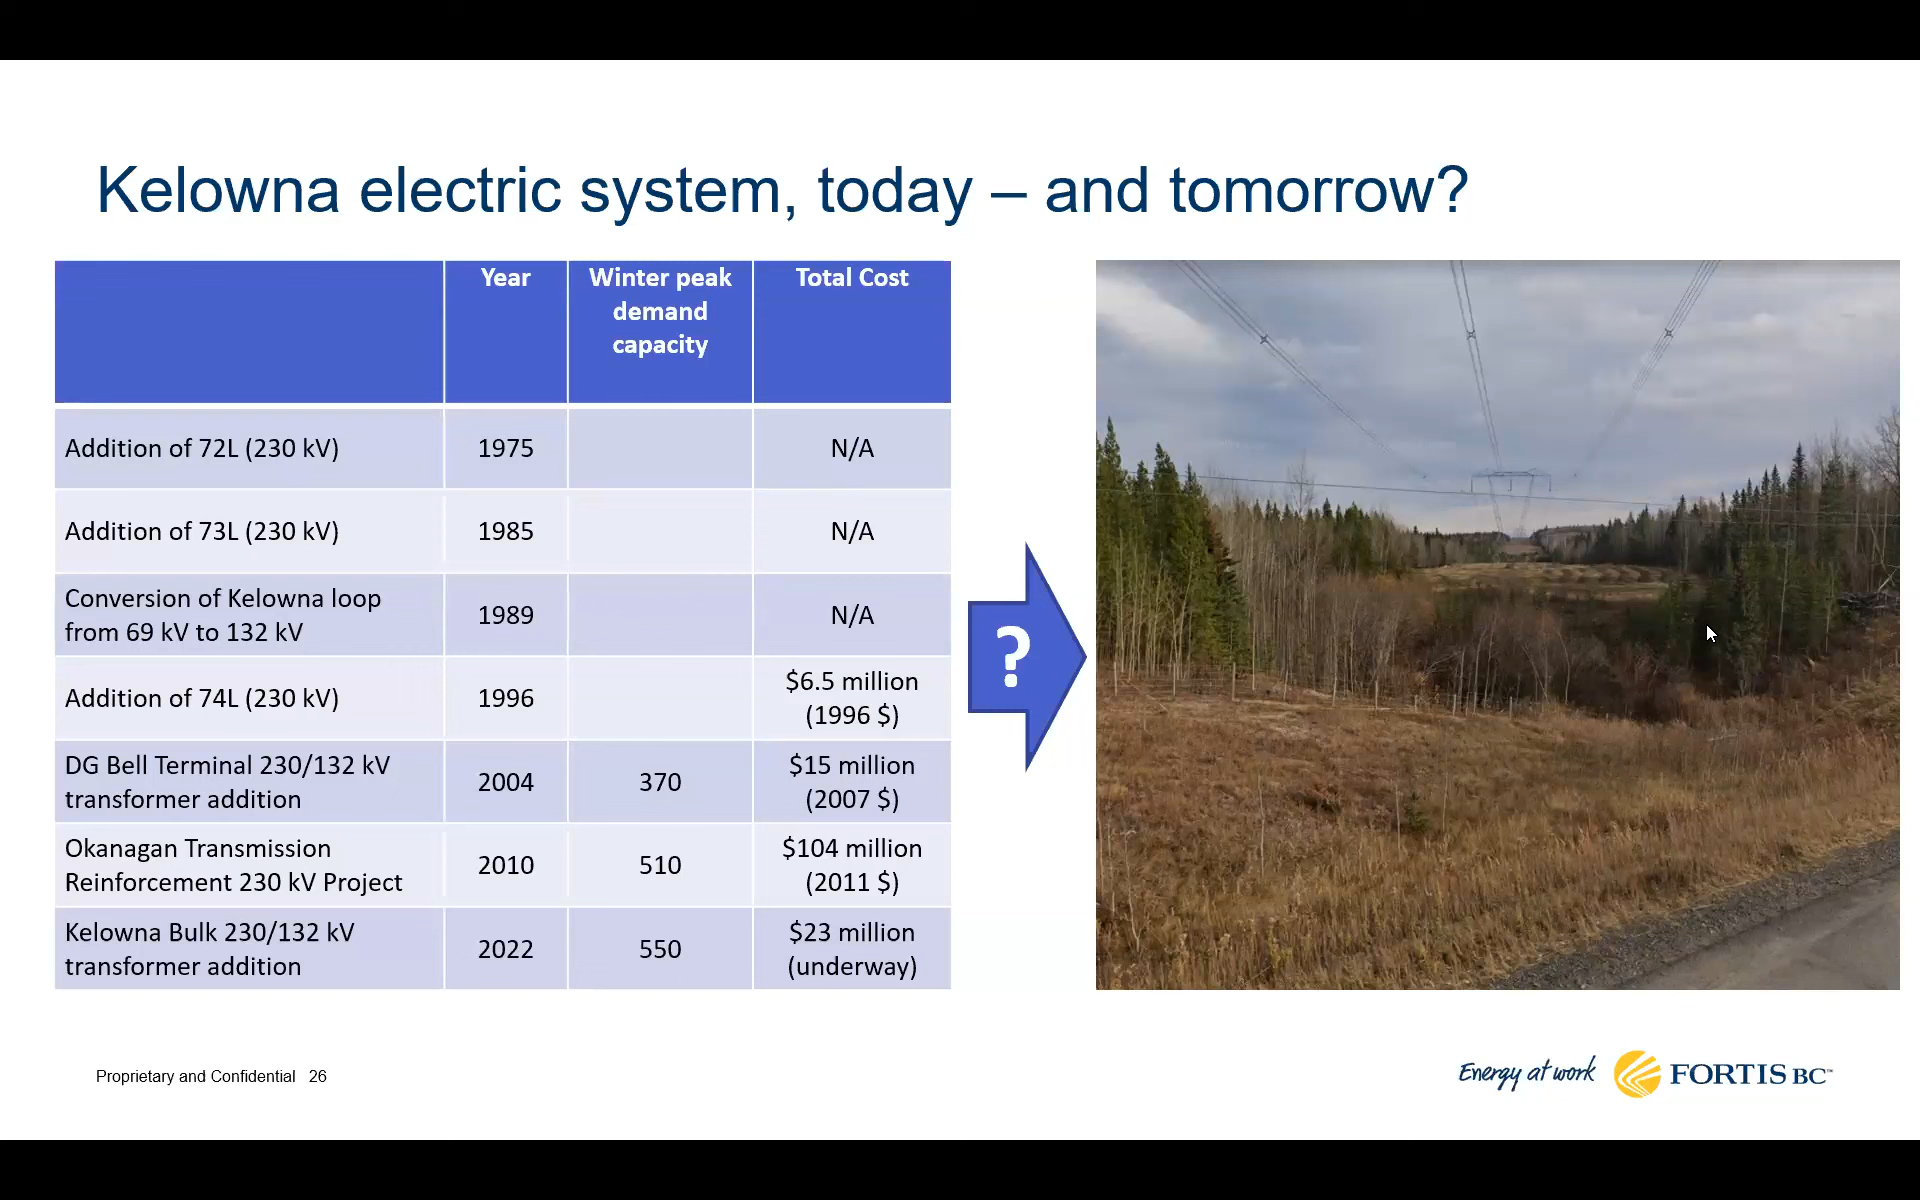 Kelowna electric system, today – and tomorrow?
Year
Winter peak
demand
capacity
Total Cost
Addition of 72L (230 kV)
1975
N/A
Addition of 73L (230 kV)
1985
N/A
Conversion of Kelowna loop
from 69 kV to 132 kV
1989
N/A
Addition of 74L (230 kV)
1996
$6.5 million
(1996 $)
DG Bell Terminal 230/132 kV
transformer addition
2004
370
$15 million
(2007 $)
Okanagan Transmission
Reinforcement 230 kV Project
2010
510
$104 million
(2011 $)
Kelowna Bulk 230/132 kV
transformer addition
2022
550
$23 million
(underway)
?
Proprietary and Confidential 26
Energy at work
FORTIS BC™